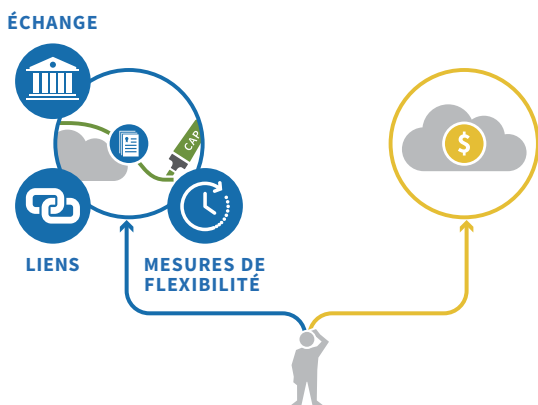 ÉCHANGE
CAP
$
LIENS
MESURES DE
FLEXIBILITÉ